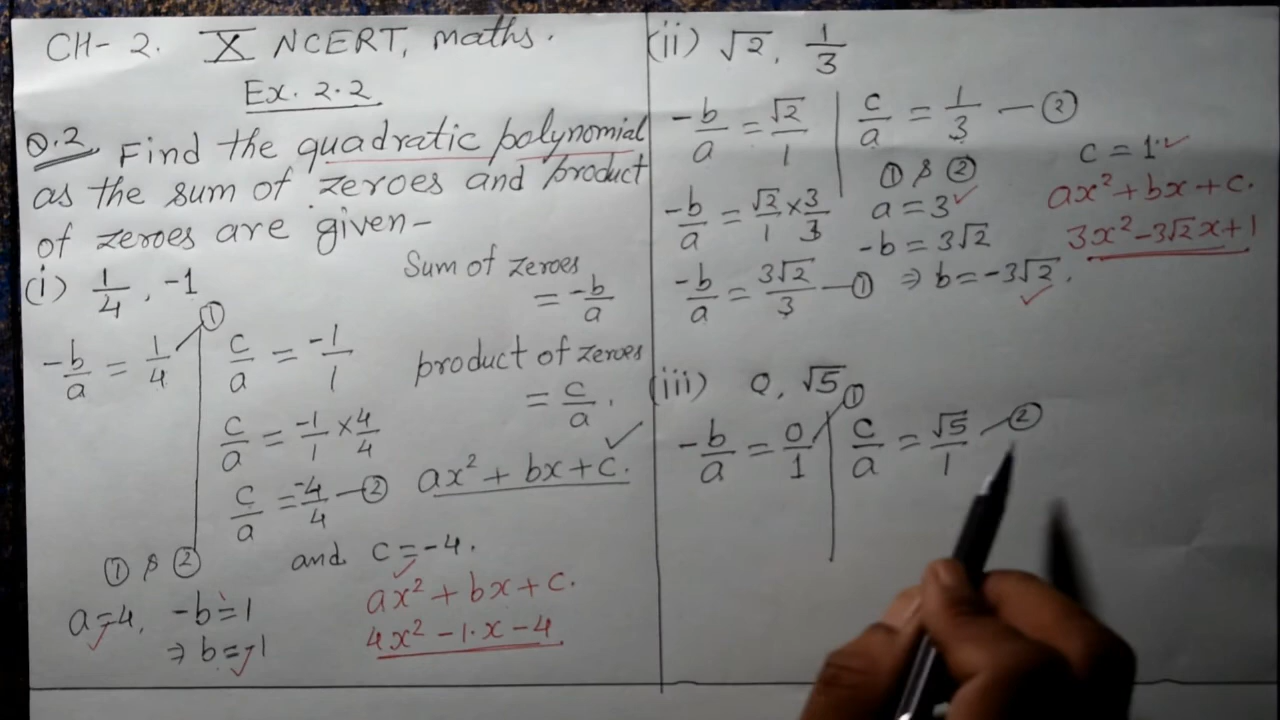 CH- 2. X NCERT, maths.
Ex. 2.2
Q.2 Find the quadratic polynomial
as the sum of zeroes and product
of zeroes are given-
(i) 1/4, -1
Sum of zeroes
= -b/a
product of zeroes
= c/a.
ax² + bx + c.
-b/a = 1/4 ①
c/a = -1/1
c/a = -1/1 × 4/4
c/a = -4/4 — ②
① & ②
a=4, -b=1
⇒ b=-1
and c=-4.
ax² + bx + c.
4x² - 1·x - 4
(ii) √2, 1/3
-b/a = √2/1
-b/a = √2/1 × 3/3
-b/a = 3√2/3 — ①
c/a = 1/3 — ②
① & ②
a = 3
-b = 3√2
⇒ b = -3√2.
c = 1.
ax² + bx + c.
3x² - 3√2x + 1
(iii) 0, √5
-b/a = 0/1 ①
c/a = √5/1 — ②